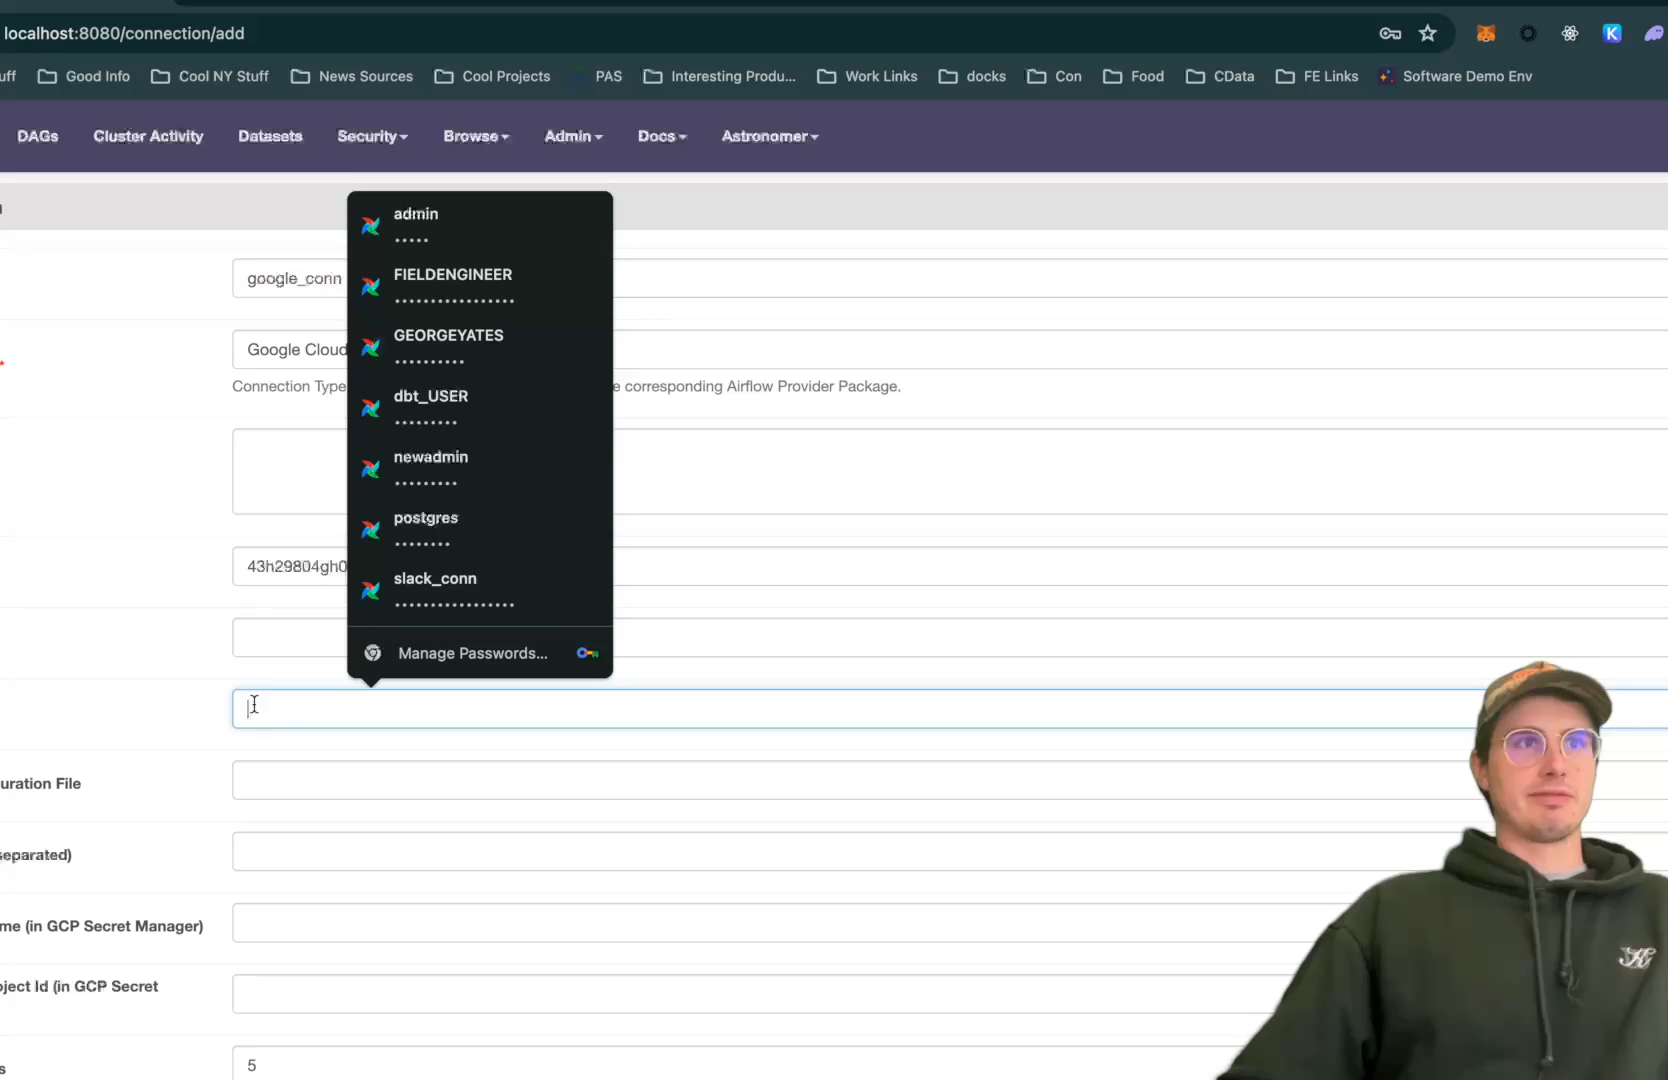 localhost:8080/connection/add
uff Good Info Cool NY Stuff News Sources Cool Projects PAS Interesting Produ... Work Links docks Con Food CData FE Links Software Demo Env
DAGs Cluster Activity Datasets Security Browse Admin Docs Astronomer
google_conn
Google Cloud
Connection Type
e corresponding Airflow Provider Package.
43h29804gh0
admin
•••••
FIELDENGINEER
•••••••••••••••••
GEORGEYATES
••••••••••
dbt_USER
•••••••••
newadmin
•••••••••
postgres
••••••••
slack_conn
•••••••••••••••••
Manage Passwords...
uration File
separated)
me (in GCP Secret Manager)
oject Id (in GCP Secret
s
5
K